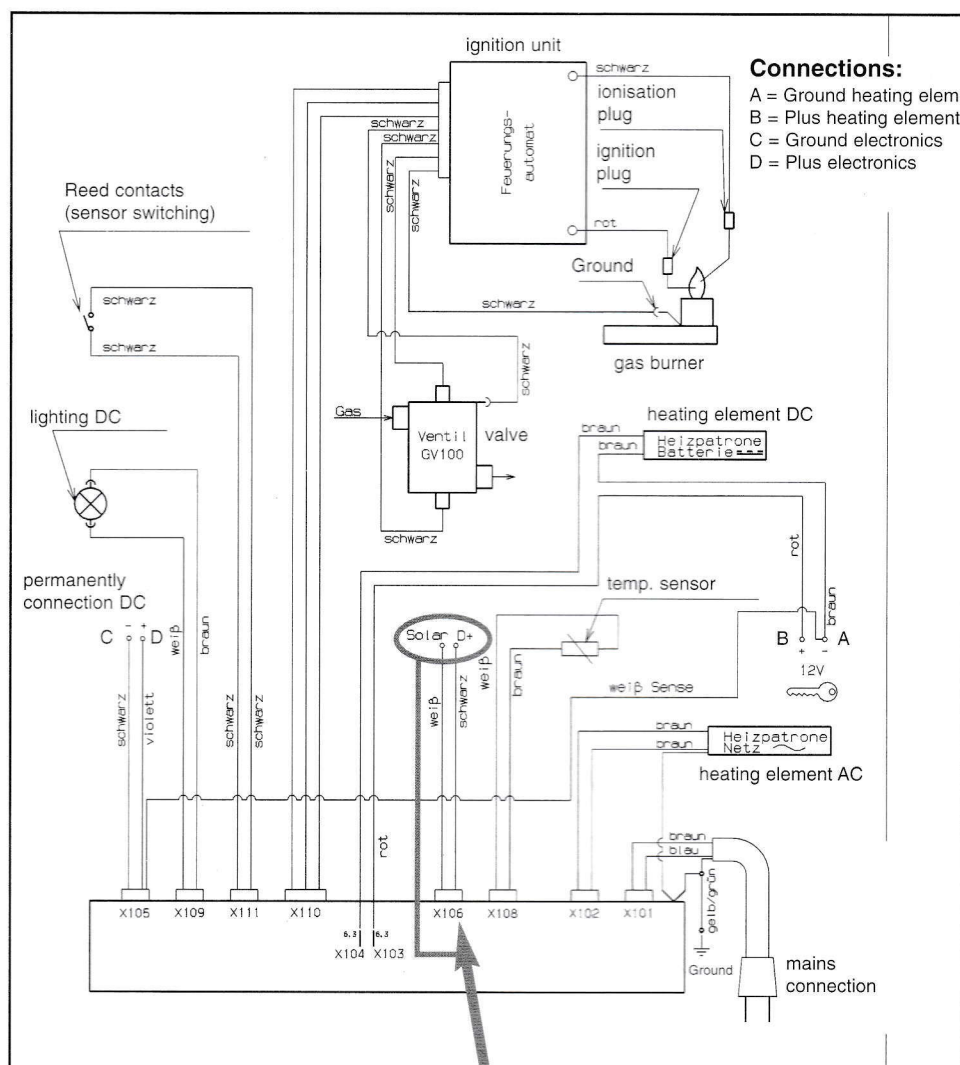 ignition unit
Connections:
A = Ground heating elem
B = Plus heating element
C = Ground electronics
D = Plus electronics
schwarz
ionisation
plug
ignition
plug
Feuerungs-
automat
schwarz
schwarz
schwarz
schwarz
rot
Reed contacts
(sensor switching)
Ground
schwarz
schwarz
schwarz
gas burner
schwarz
lighting DC
Gas
Ventil
GV100
valve
heating element DC
braun
braun
Heizpatrone
Batterie
schwarz
rot
permanently
connection DC
temp. sensor
C - + D
weiß
braun
Solar D+
weiß
braun
braun
B A
+ -
12V
schwarz
violett
schwarz
schwarz
weiß
schwarz
weiß Sense
braun
braun
Heizpatrone
Netz
heating element AC
rot
braun
blau
gelb/grün
X105
X109
X111
X110
X106
X108
X102
X101
6,3
6,3
X104
X103
Ground
mains
connection